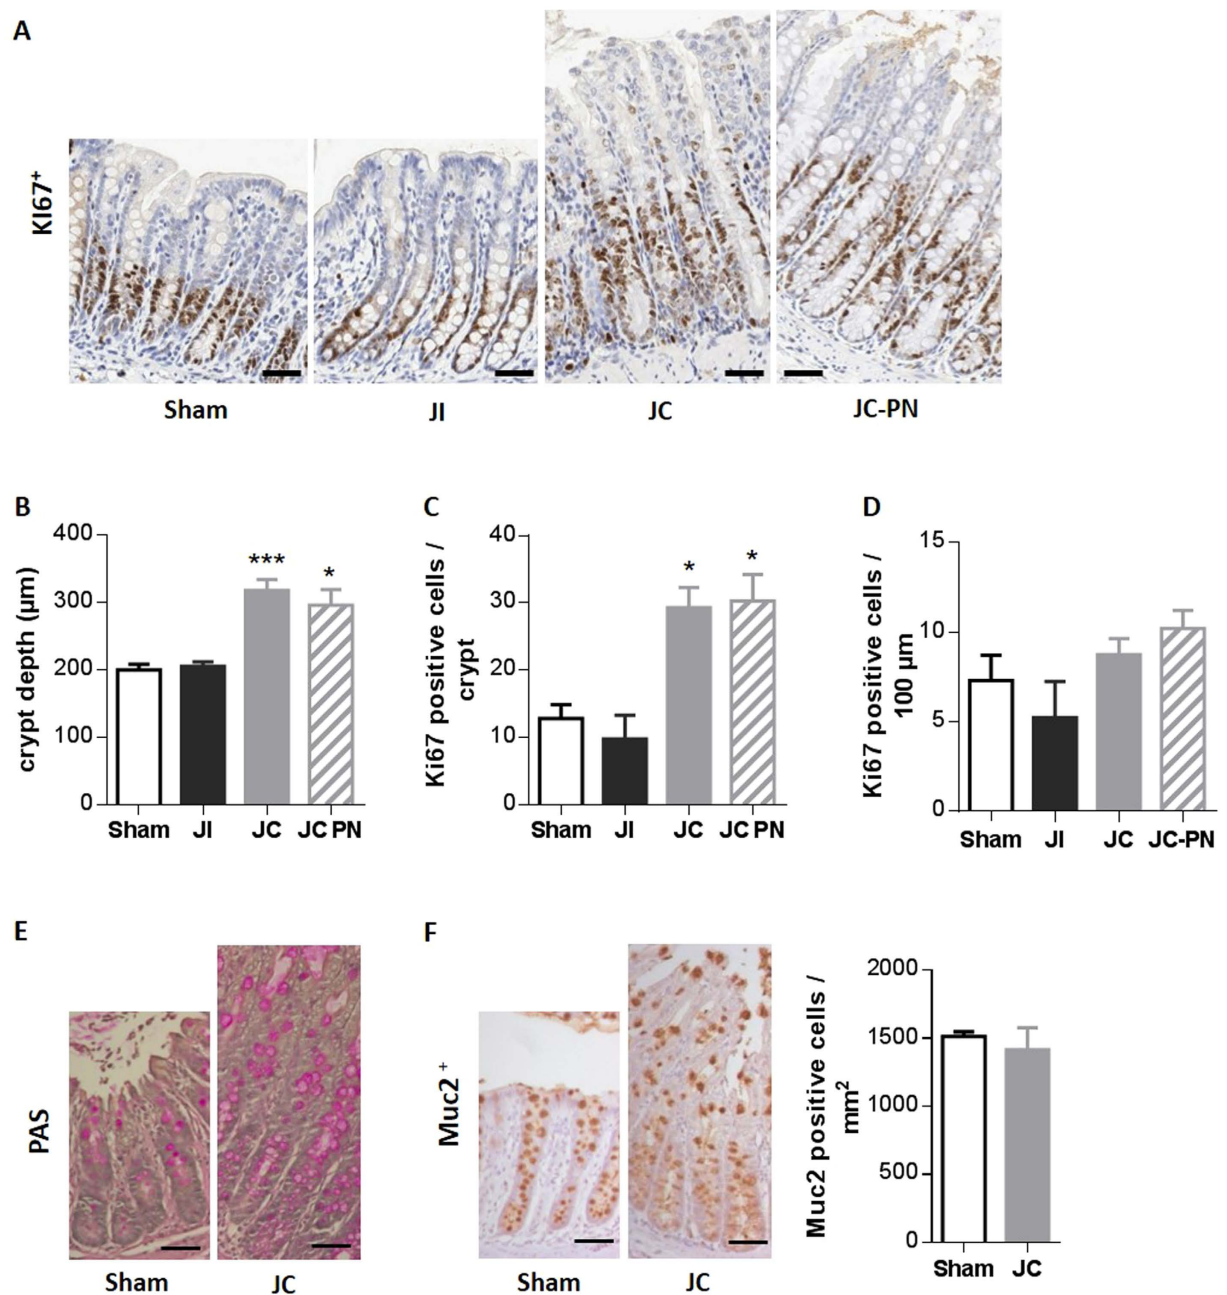 A
KI67+
Sham
JI
JC
JC-PN
B
crypt depth (µm)
400
300
200
100
0
***
*
Sham
JI
JC
JC PN
C
Ki67 positive cells /
crypt
40
30
20
10
0
*
*
Sham
JI
JC
JC PN
D
Ki67 positive cells /
100 µm
15
10
5
0
Sham
JI
JC
JC-PN
E
PAS
Sham
JC
F
Muc2 +
Sham
JC
Muc2 positive cells /
mm2
2000
1500
1000
500
0
Sham
JC